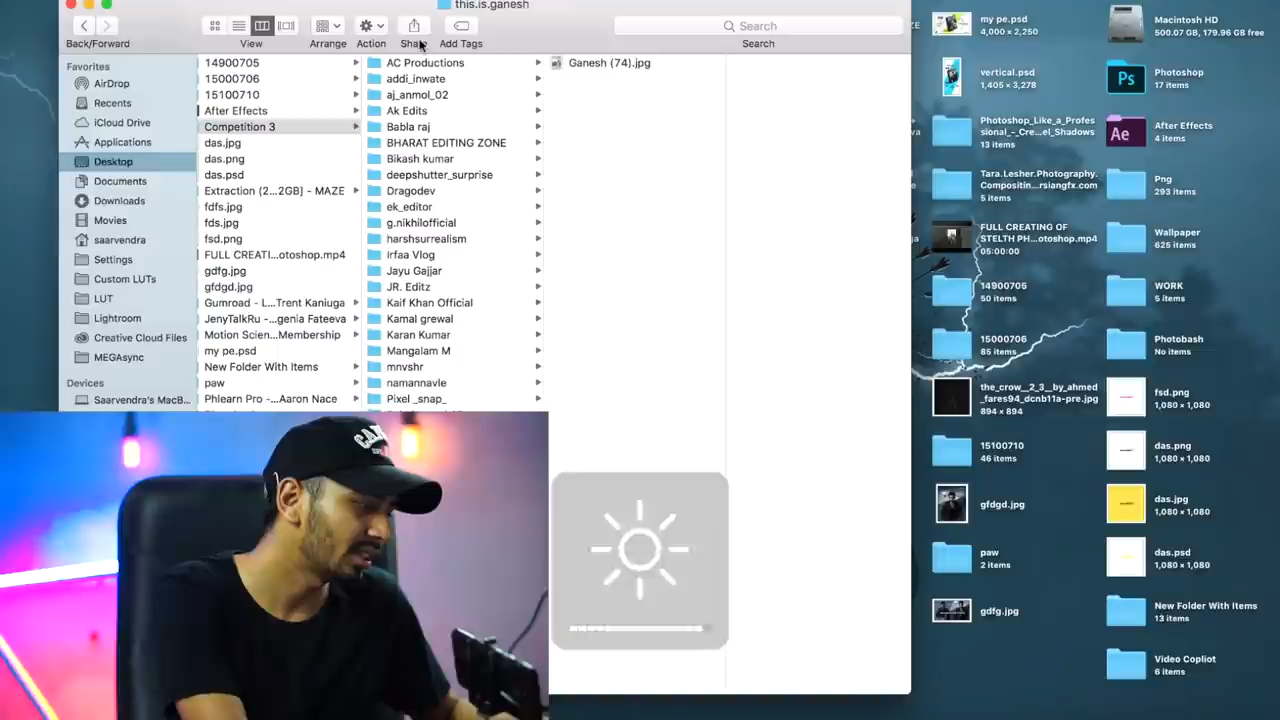 this.is.ganesh
Search
Back/Forward
View
Arrange
Action
Share
Add Tags
Search
Favorites
AirDrop
Recents
iCloud Drive
Applications
Desktop
Documents
Downloads
Movies
saarvendra
Settings
Custom LUTs
LUT
Lightroom
Creative Cloud Files
MEGAsync
Devices
Saarvendra's MacB...
14900705
15000706
15100710
After Effects
Competition 3
das.jpg
das.png
das.psd
Extraction (2...2GB) - MAZE
fdfs.jpg
fds.jpg
fsd.png
FULL CREATI...otoshop.mp4
gdfg.jpg
gfdgd.jpg
Gumroad - L...Trent Kaniuga
JenyTalkRu -...genia Fateeva
Motion Scien...Membership
my pe.psd
New Folder With Items
paw
Phlearn Pro -...Aaron Nace
AC Productions
addi_inwate
aj_anmol_02
Ak Edits
Babla raj
BHARAT EDITING ZONE
Bikash kumar
deepshutter_surprise
Dragodev
ek_editor
g.nikhilofficial
harshsurrealism
Irfaa Vlog
Jayu Gajjar
JR. Editz
Kaif Khan Official
Kamal grewal
Karan Kumar
Mangalam M
mnvshr
namannavle
Pixel _snap_
Ganesh (74).jpg
my pe.psd
4,000 × 2,250
vertical.psd
1,405 × 3,278
Photoshop_Like_a_Profes
sional_-_Cre...el_Shadows
13 items
Tara.Lesher.Photography.
Compositin...rsiangfx.com
5 items
FULL CREATING OF
STELTH PH...otoshop.mp4
05:00:00
14900705
50 items
15000706
85 items
the_crow__2_3__by_ahmed
_fares94_dcnb11a-pre.jpg
894 × 894
15100710
46 items
gfdgd.jpg
paw
2 items
gdfg.jpg
Macintosh HD
500.07 GB, 179.96 GB free
Ps
Photoshop
17 items
Ae
After Effects
4 items
Png
293 items
Wallpaper
625 items
WORK
5 items
Photobash
No items
fsd.png
1,080 × 1,080
das.png
1,080 × 1,080
das.jpg
1,080 × 1,080
das.psd
1,080 × 1,080
New Folder With Items
13 items
Video Copliot
6 items